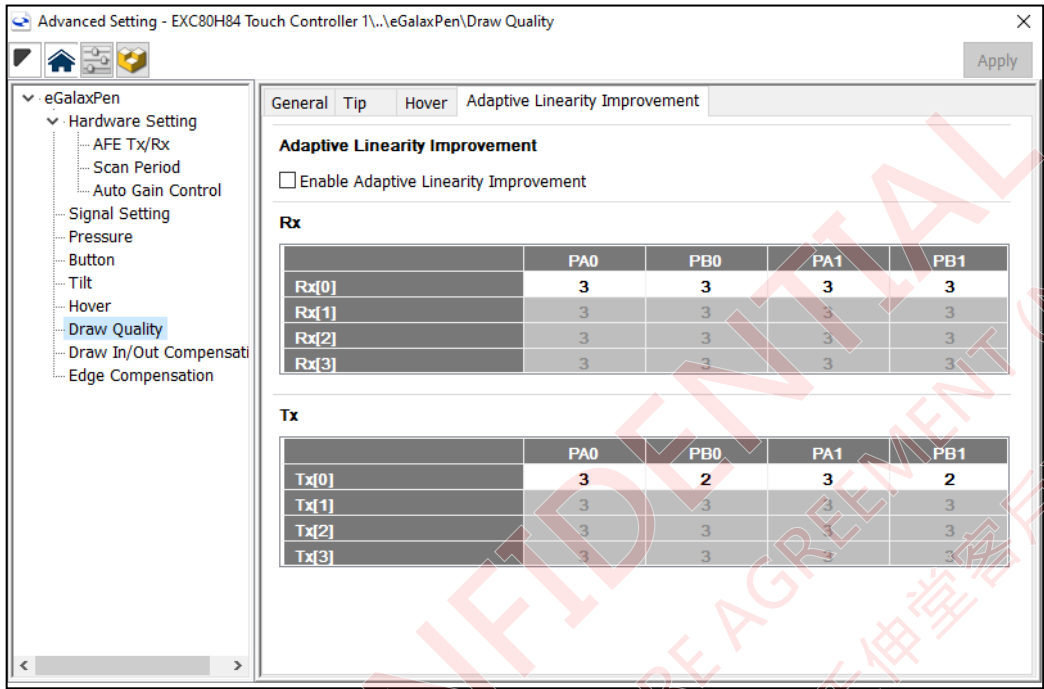 Advanced Setting - EXC80H84 Touch Controller 1\..\eGalaxPen\Draw Quality
Apply
eGalaxPen
Hardware Setting
AFE Tx/Rx
Scan Period
Auto Gain Control
Signal Setting
Pressure
Button
Tilt
Hover
Draw Quality
Draw In/Out Compensati
Edge Compensation
General Tip Hover Adaptive Linearity Improvement
Adaptive Linearity Improvement
Enable Adaptive Linearity Improvement
Rx
PA0 PB0 PA1 PB1
Rx[0] 3 3 3 3
Rx[1] 3 3 3 3
Rx[2] 3 3 3 3
Rx[3] 3 3 3 3
Tx
PA0 PB0 PA1 PB1
Tx[0] 3 2 3 2
Tx[1] 3 3 3 3
Tx[2] 3 3 3 3
Tx[3] 3 3 3 3
NFIDENTIAL
RE AGREEMENT (